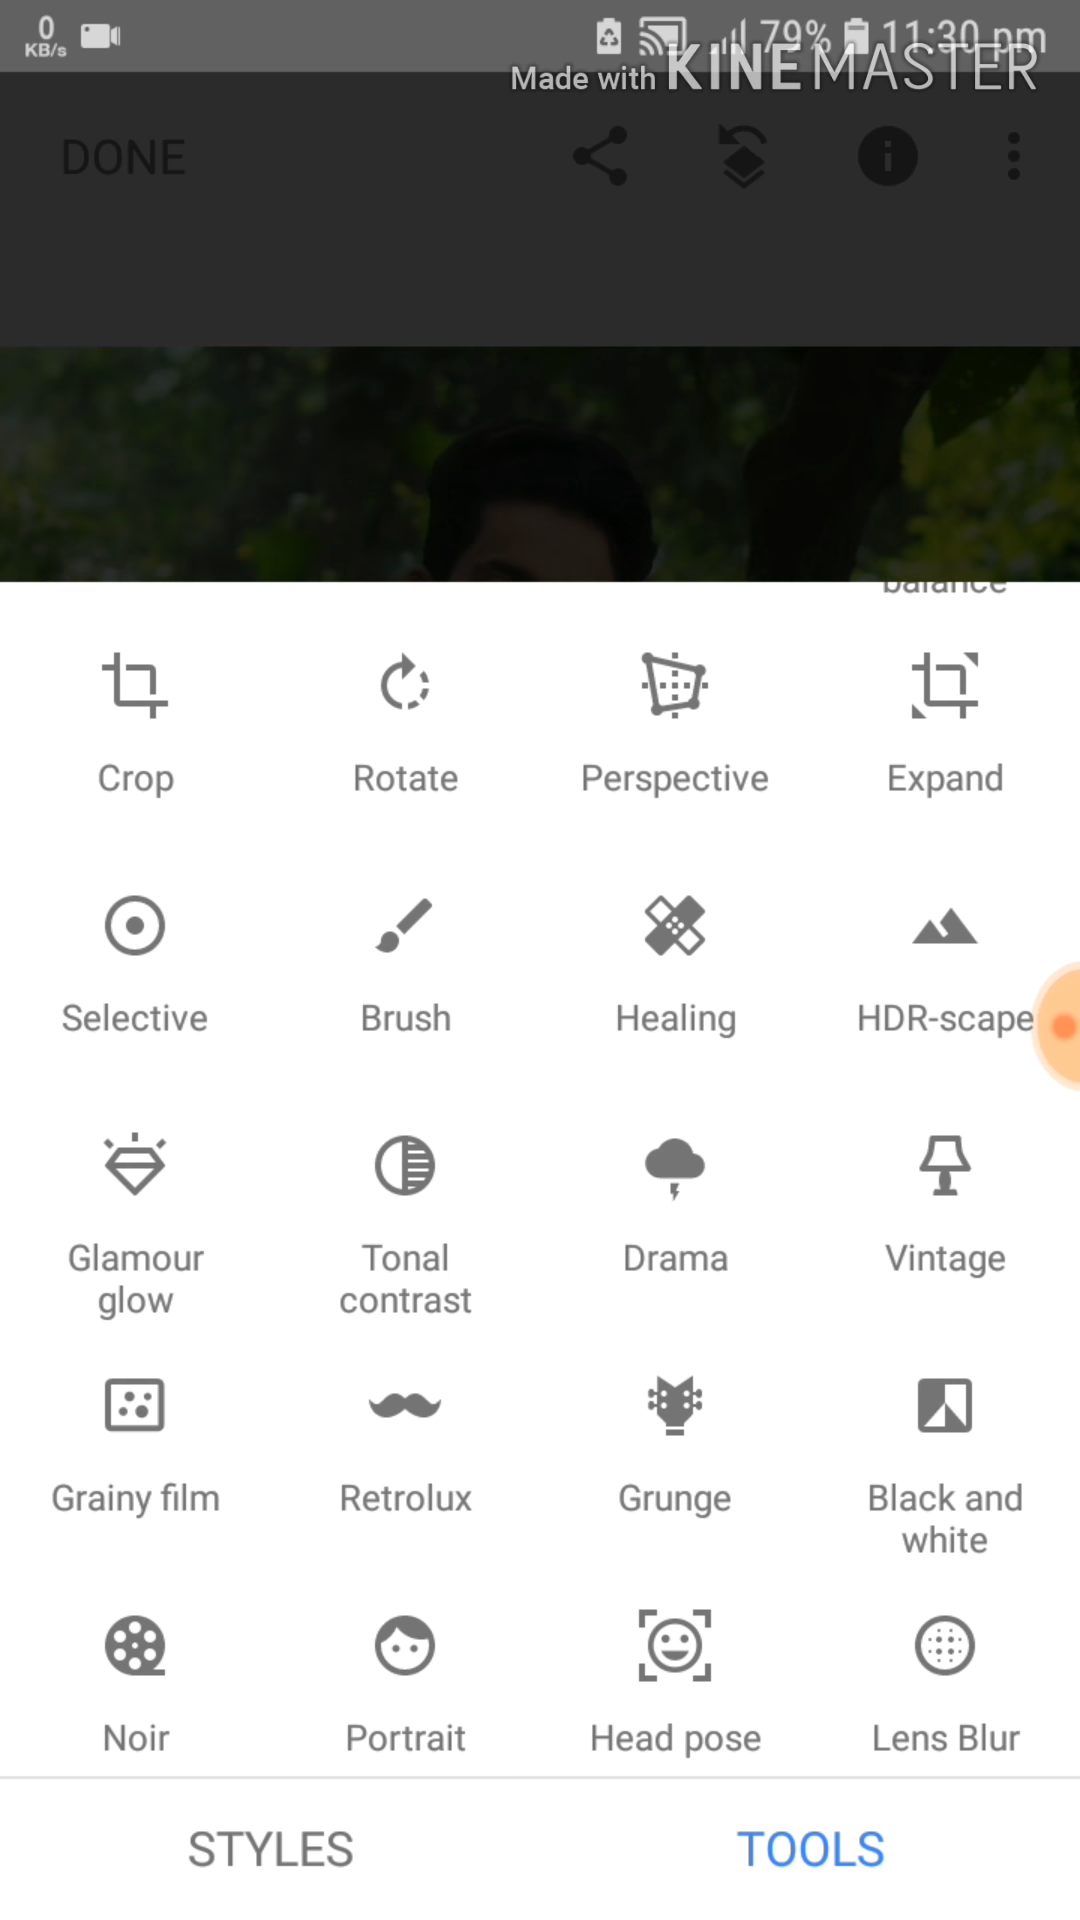 0
KB/s
79% 11:30 pm
Made with KINEMASTER
DONE
balance
Crop Rotate Perspective Expand
Selective Brush Healing HDR-scape
Glamour Tonal Drama Vintage
glow contrast
Grainy film Retrolux Grunge Black and
white
Noir Portrait Head pose Lens Blur
STYLES TOOLS